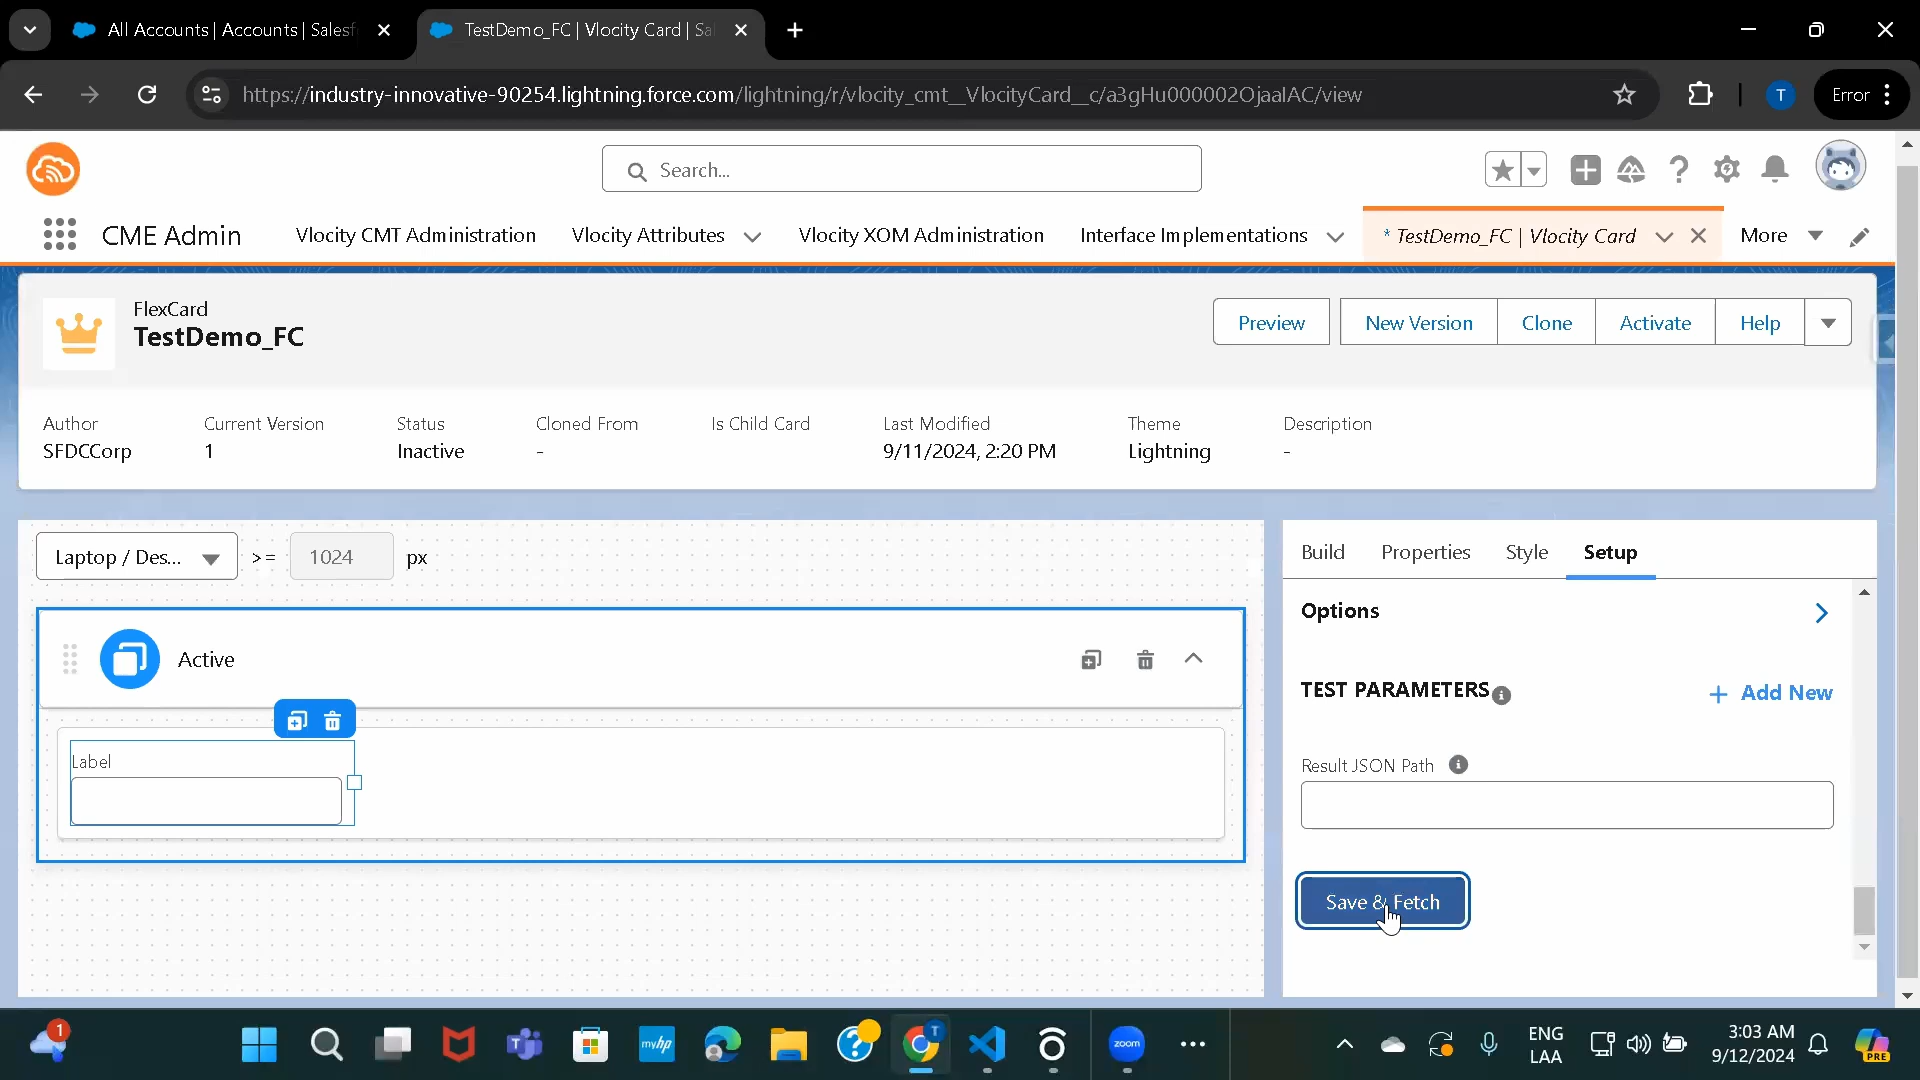 All Accounts | Accounts | Salesf
TestDemo_FC | Vlocity Card | Sa
https://industry-innovative-90254.lightning.force.com/lightning/r/vlocity_cmt__VlocityCard__c/a3gHu000002OjaaIAC/view
T
Error
Search...
CME Admin
Vlocity CMT Administration
Vlocity Attributes
Vlocity XOM Administration
Interface Implementations
* TestDemo_FC | Vlocity Card
More
FlexCard
TestDemo_FC
Preview
New Version
Clone
Activate
Help
Author
Current Version
Status
Cloned From
Is Child Card
Last Modified
Theme
Description
SFDCCorp
1
Inactive
-
9/11/2024, 2:20 PM
Lightning
-
Laptop / Des...
>=
1024
px
Build
Properties
Style
Setup
Active
Label
Options
TEST PARAMETERS
+ Add New
Result JSON Path
Save & Fetch
1
myhp
T
zoom
ENG
LAA
3:03 AM
9/12/2024
PRE